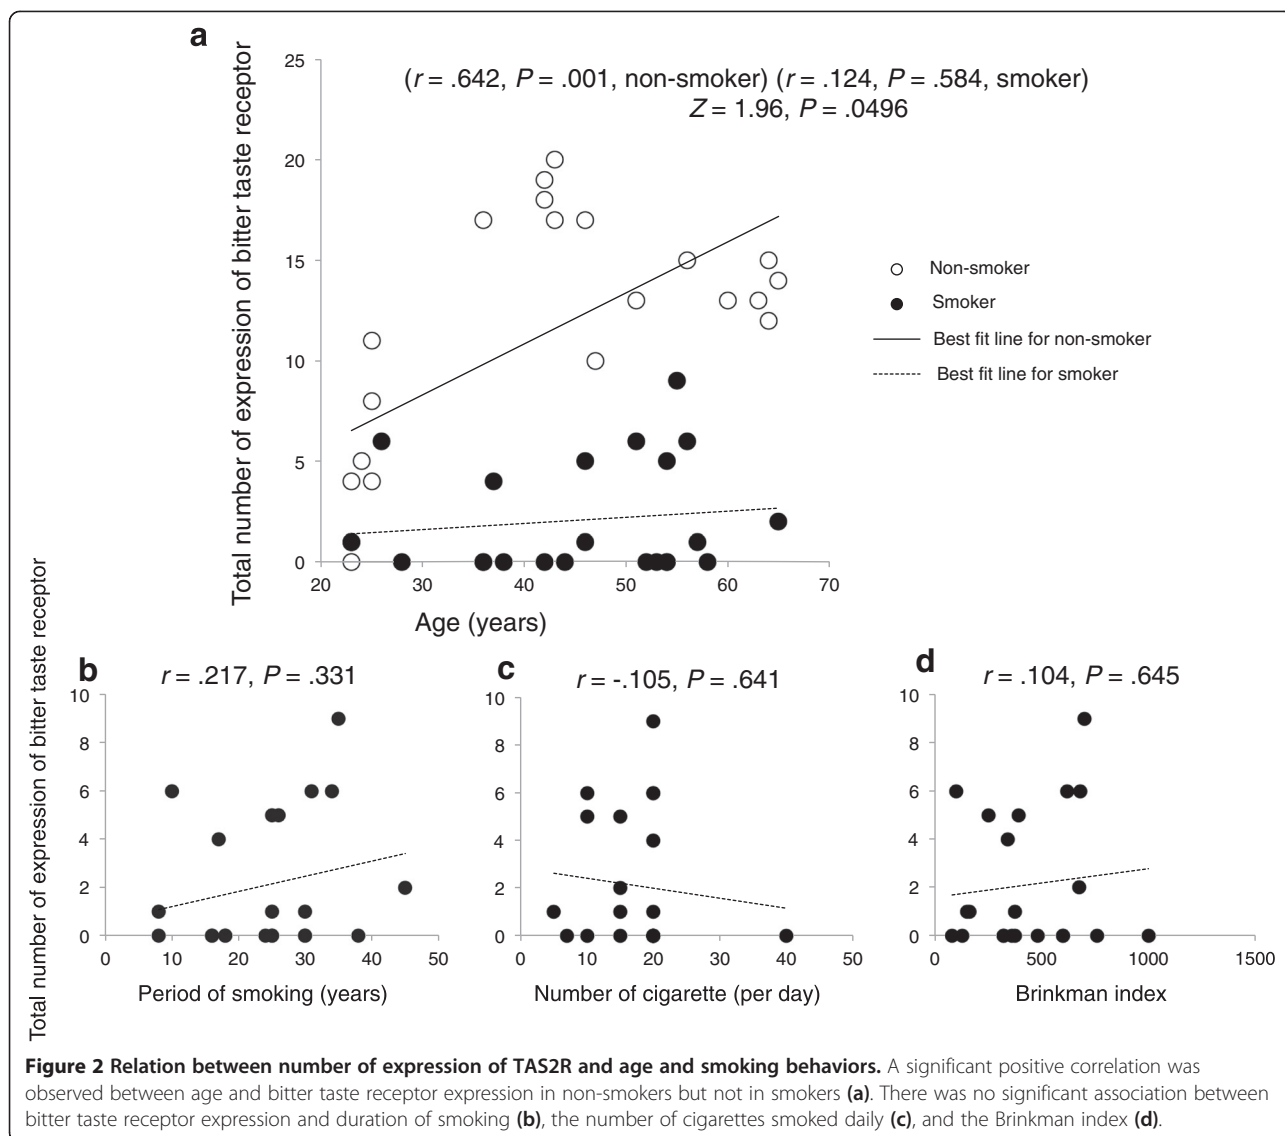 a
Total number of expression of bitter taste receptor
(r = .642, P = .001, non-smoker) (r = .124, P = .584, smoker)
Z = 1.96, P = .0496
25
20
15
10
5
0
20 30 40 50 60 70
Age (years)
Non-smoker
Smoker
Best fit line for non-smoker
Best fit line for smoker
Total number of expression of bitter taste receptor
b
r = .217, P = .331
10
8
6
4
2
0
0 10 20 30 40 50
Period of smoking (years)
c
r = -.105, P = .641
10
8
6
4
2
0
0 10 20 30 40 50
Number of cigarette (per day)
d
r = .104, P = .645
10
8
6
4
2
0
0 500 1000 1500
Brinkman index
Figure 2 Relation between number of expression of TAS2R and age and smoking behaviors. A significant positive correlation was
observed between age and bitter taste receptor expression in non-smokers but not in smokers (a). There was no significant association between
bitter taste receptor expression and duration of smoking (b), the number of cigarettes smoked daily (c), and the Brinkman index (d).